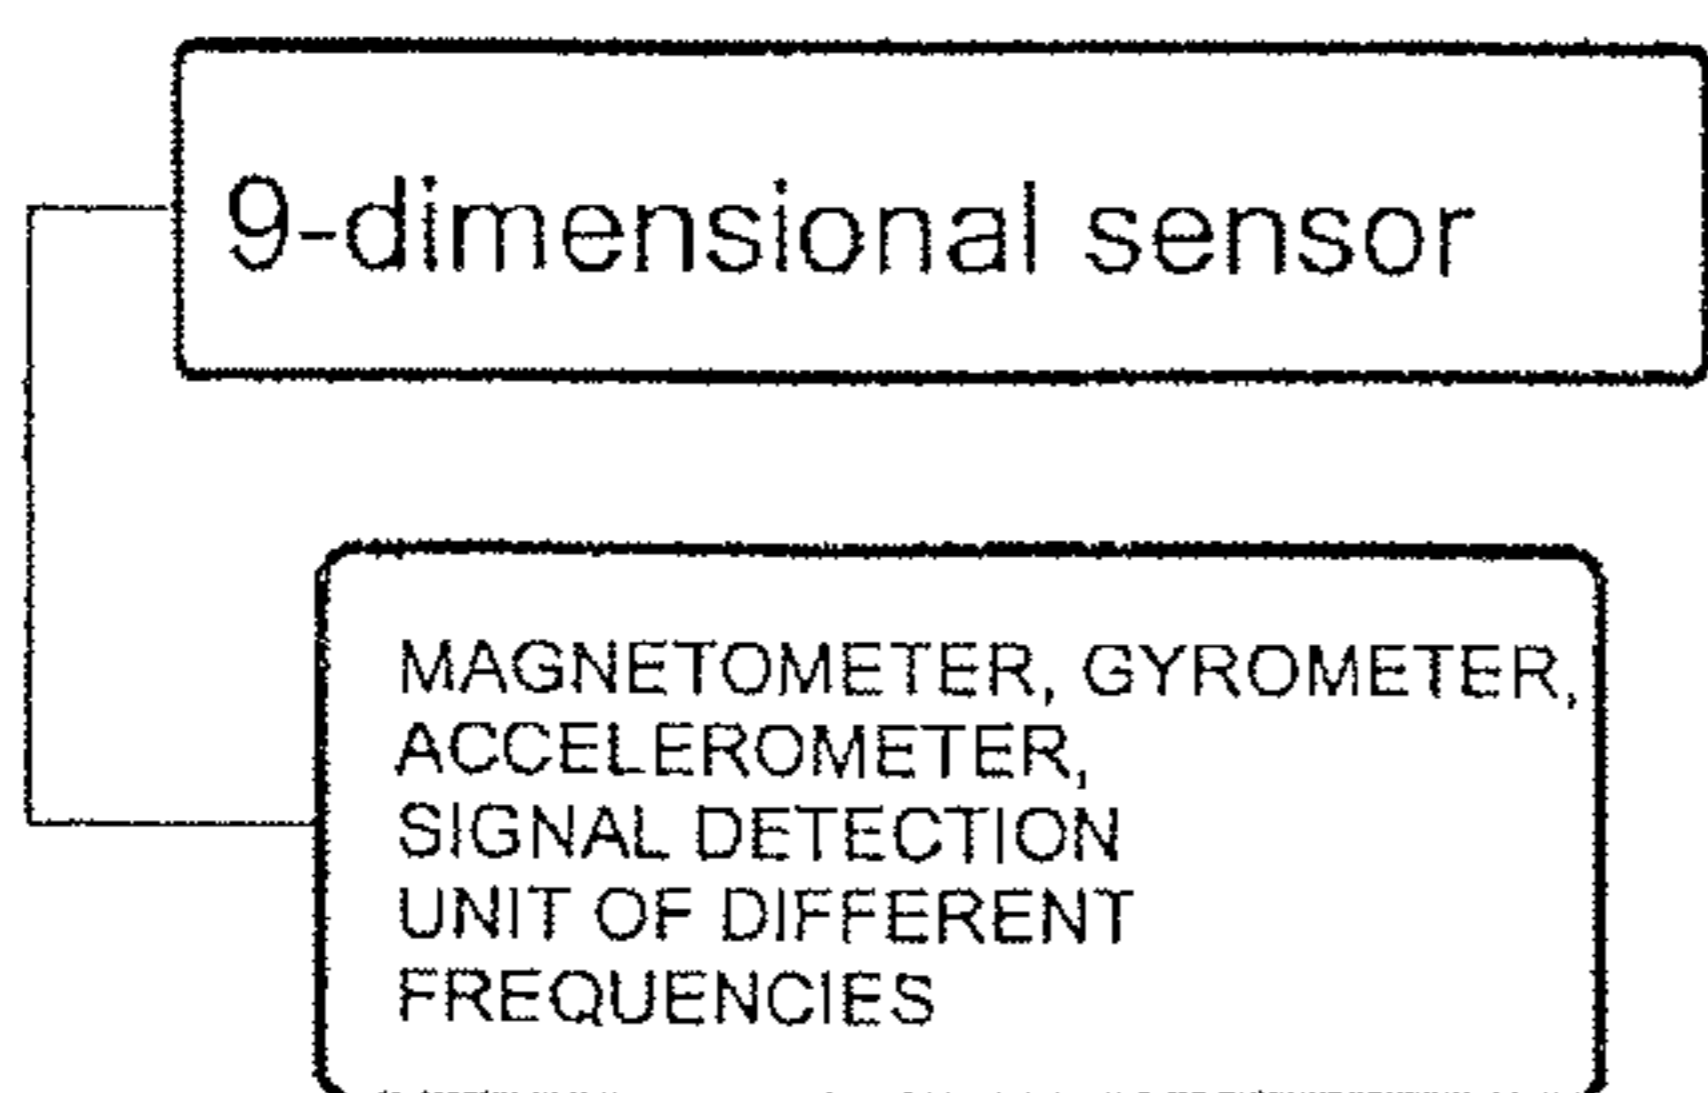 9-dimensional sensor
MAGNETOMETER, GYROMETER,
ACCELEROMETER,
SIGNAL DETECTION
UNIT OF DIFFERENT
FREQUENCIES